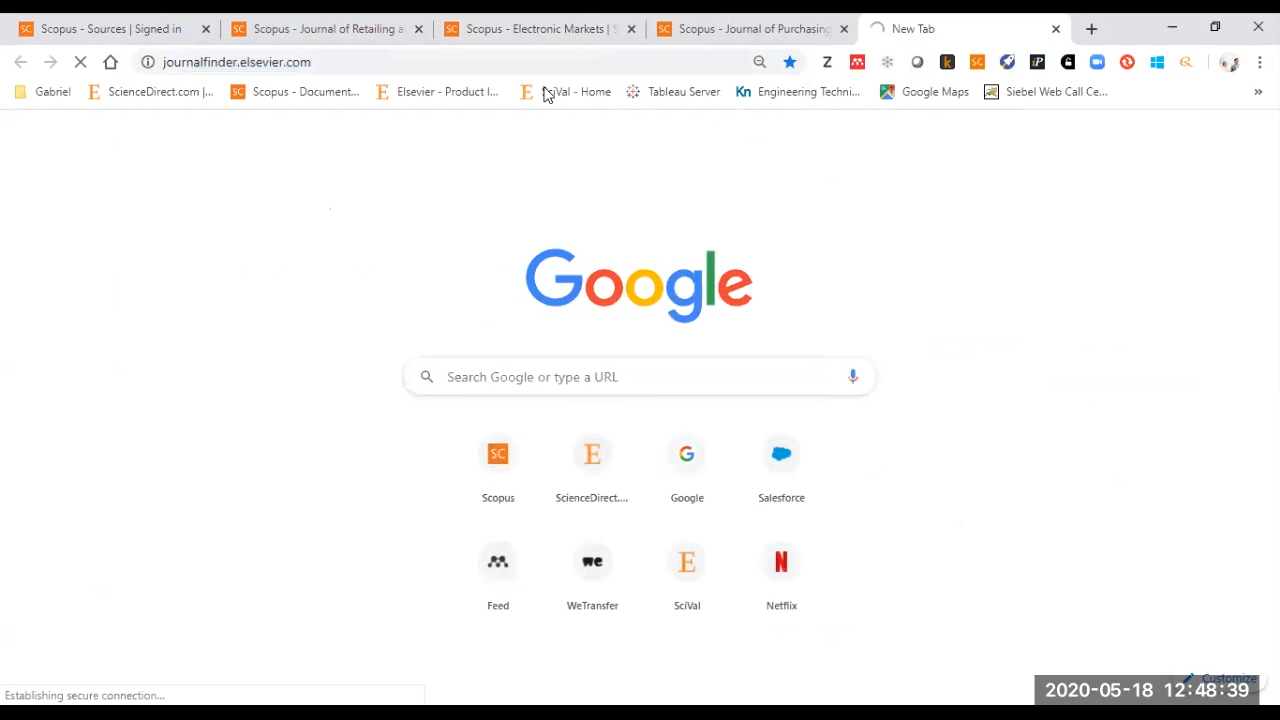 Scopus - Sources | Signed in
Scopus - Journal of Retailing a
Scopus - Electronic Markets | S
Scopus - Journal of Purchasing
New Tab
journalfinder.elsevier.com
Gabriel
ScienceDirect.com |...
Scopus - Document...
Elsevier - Product I...
SciVal - Home
Tableau Server
Kn Engineering Techni...
Google Maps
Siebel Web Call Ce...
Google
Search Google or type a URL
Scopus
ScienceDirect....
Google
Salesforce
Feed
WeTransfer
SciVal
Netflix
Customize
Establishing secure connection...
2020-05-18 12:48:39